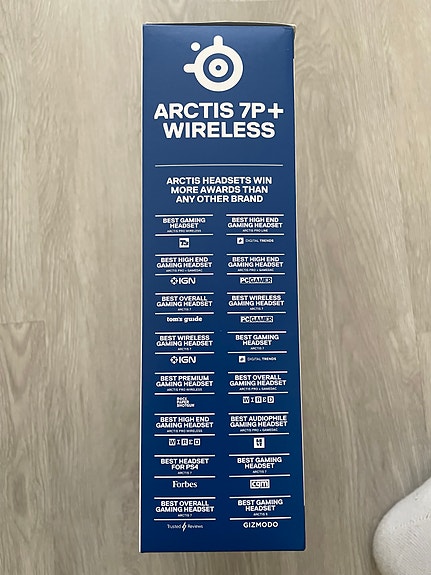 ARCTIS 7P+
WIRELESS
ARCTIS HEADSETS WIN
MORE AWARDS THAN
ANY OTHER BRAND
BEST GAMING
HEADSET
ARCTIS PRO WIRELESS
BEST HIGH END
GAMING HEADSET
ARCTIS PRO LINE
DIGITAL TRENDS
BEST HIGH END
GAMING HEADSET
ARCTIS PRO + GAMEDAC
IGN
BEST HIGH END
GAMING HEADSET
ARCTIS PRO + GAMEDAC
PCGAMER
BEST OVERALL
GAMING HEADSET
ARCTIS 7
tom's guide
BEST WIRELESS
GAMING HEADSET
ARCTIS 7
PCGAMER
BEST WIRELESS
GAMING HEADSET
ARCTIS 7
IGN
BEST GAMING
HEADSET
ARCTIS 7
DIGITAL TRENDS
BEST PREMIUM
GAMING HEADSET
ARCTIS PRO WIRELESS
ROCK
PAPER
SHOTGUN
BEST OVERALL
GAMING HEADSET
ARCTIS PRO + GAMEDAC
WIRED
BEST HIGH END
GAMING HEADSET
ARCTIS PRO WIRELESS
WIRED
BEST AUDIOPHILE
GAMING HEADSET
ARCTIS PRO + GAMEDAC
BEST HEADSET
FOR PS4
ARCTIS 7
Forbes
BEST GAMING
HEADSET
ARCTIS 7
cgm
BEST OVERALL
GAMING HEADSET
ARCTIS 7
Trusted Reviews
BEST GAMING
HEADSET
GIZMODO